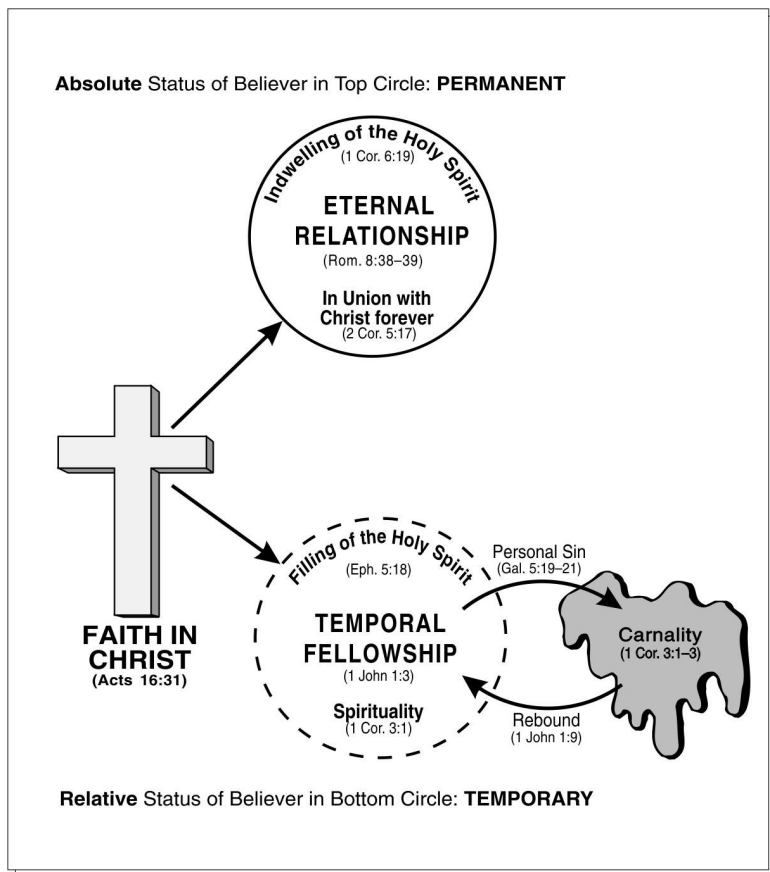 Absolute Status of Believer in Top Circle: PERMANENT
Indwelling of the Holy Spirit
(1 Cor. 6:19)
ETERNAL
RELATIONSHIP
(Rom. 8:38–39)
In Union with
Christ forever
(2 Cor. 5:17)
FAITH IN
CHRIST
(Acts 16:31)
Filling of the Holy Spirit
(Eph. 5:18)
TEMPORAL
FELLOWSHIP
(1 John 1:3)
Spirituality
(1 Cor. 3:1)
Personal Sin
(Gal. 5:19–21)
Carnality
(1 Cor. 3:1–3)
Rebound
(1 John 1:9)
Relative Status of Believer in Bottom Circle: TEMPORARY